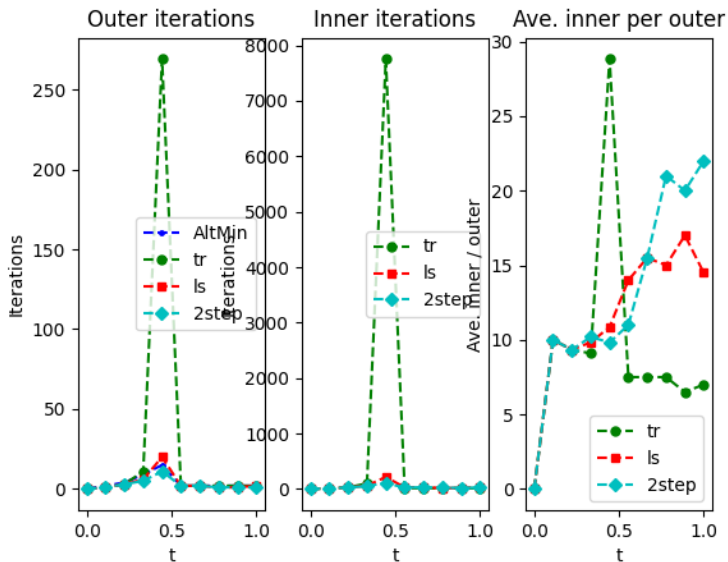 Outer iterations
Iterations
250
200
150
100
50
0
AltMin
tr
ls
2step
0.0
0.5
1.0
t
Inner iterations
Iterations
8000
7000
6000
5000
4000
3000
2000
1000
0
tr
ls
2step
0.0
0.5
1.0
t
Ave. inner per outer
Ave. inner / outer
30
25
20
15
10
5
0
tr
ls
2step
0.0
0.5
1.0
t